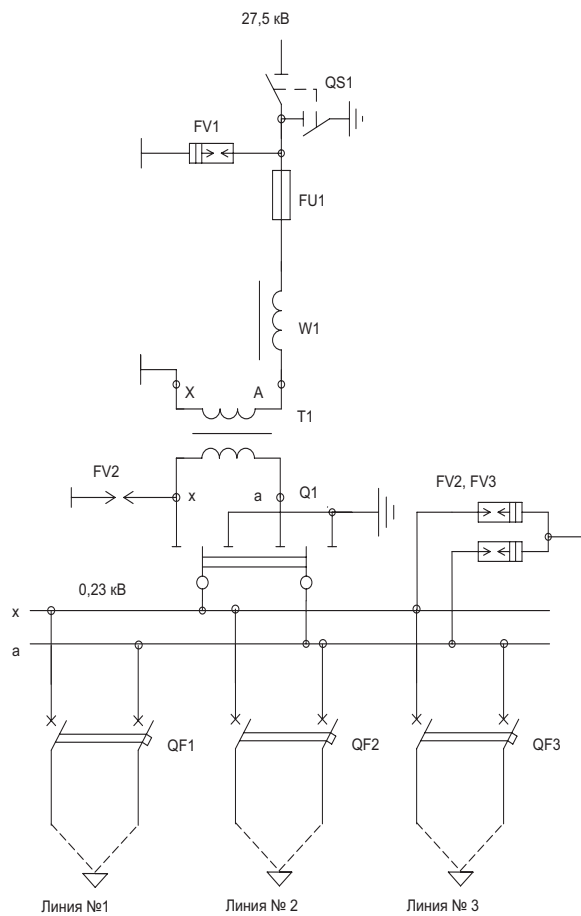 27,5 кВ
QS1
FV1
FU1
W1
X
A
T1
FV2
x
a
Q1
FV2, FV3
0,23 кВ
x
a
QF1
QF2
QF3
Линия №1
Линия № 2
Линия № 3